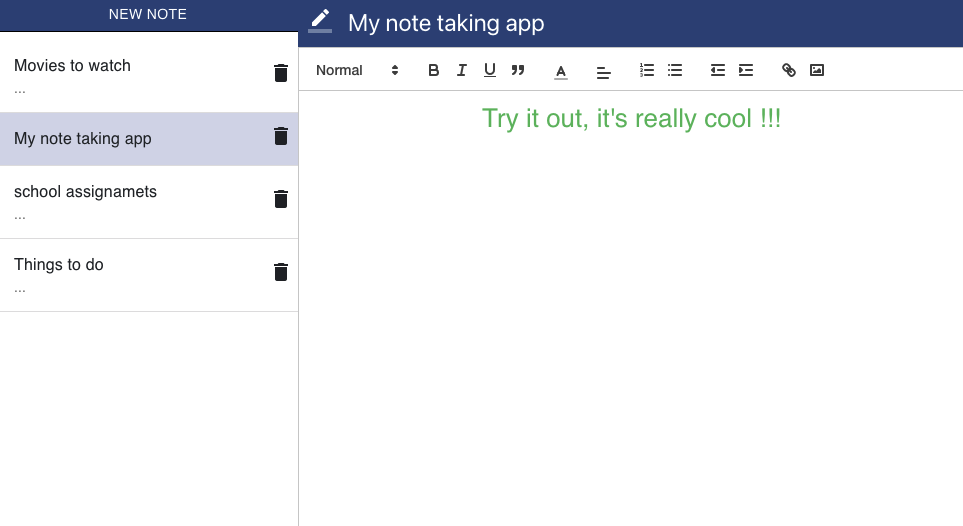 NEW NOTE
My note taking app
Movies to watch
...
My note taking app
school assignamets
...
Things to do
...
Normal
Try it out, it's really cool !!!